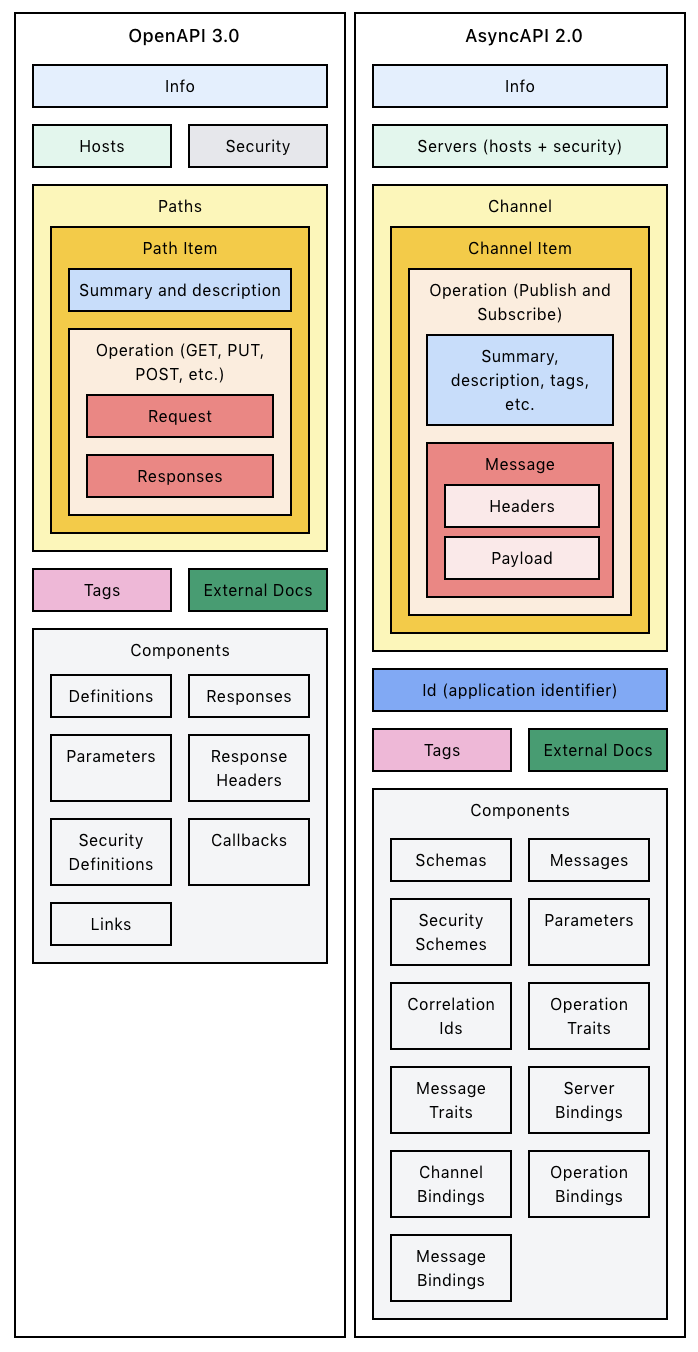 OpenAPI 3.0
Info
Hosts
Security
Paths
Path Item
Summary and description
Operation (GET, PUT,
POST, etc.)
Request
Responses
Tags
External Docs
Components
Definitions
Responses
Parameters
Response
Headers
Security
Definitions
Callbacks
Links
AsyncAPI 2.0
Info
Servers (hosts + security)
Channel
Channel Item
Operation (Publish and
Subscribe)
Summary,
description, tags,
etc.
Message
Headers
Payload
Id (application identifier)
Tags
External Docs
Components
Schemas
Messages
Security
Schemes
Parameters
Correlation
Ids
Operation
Traits
Message
Traits
Server
Bindings
Channel
Bindings
Operation
Bindings
Message
Bindings